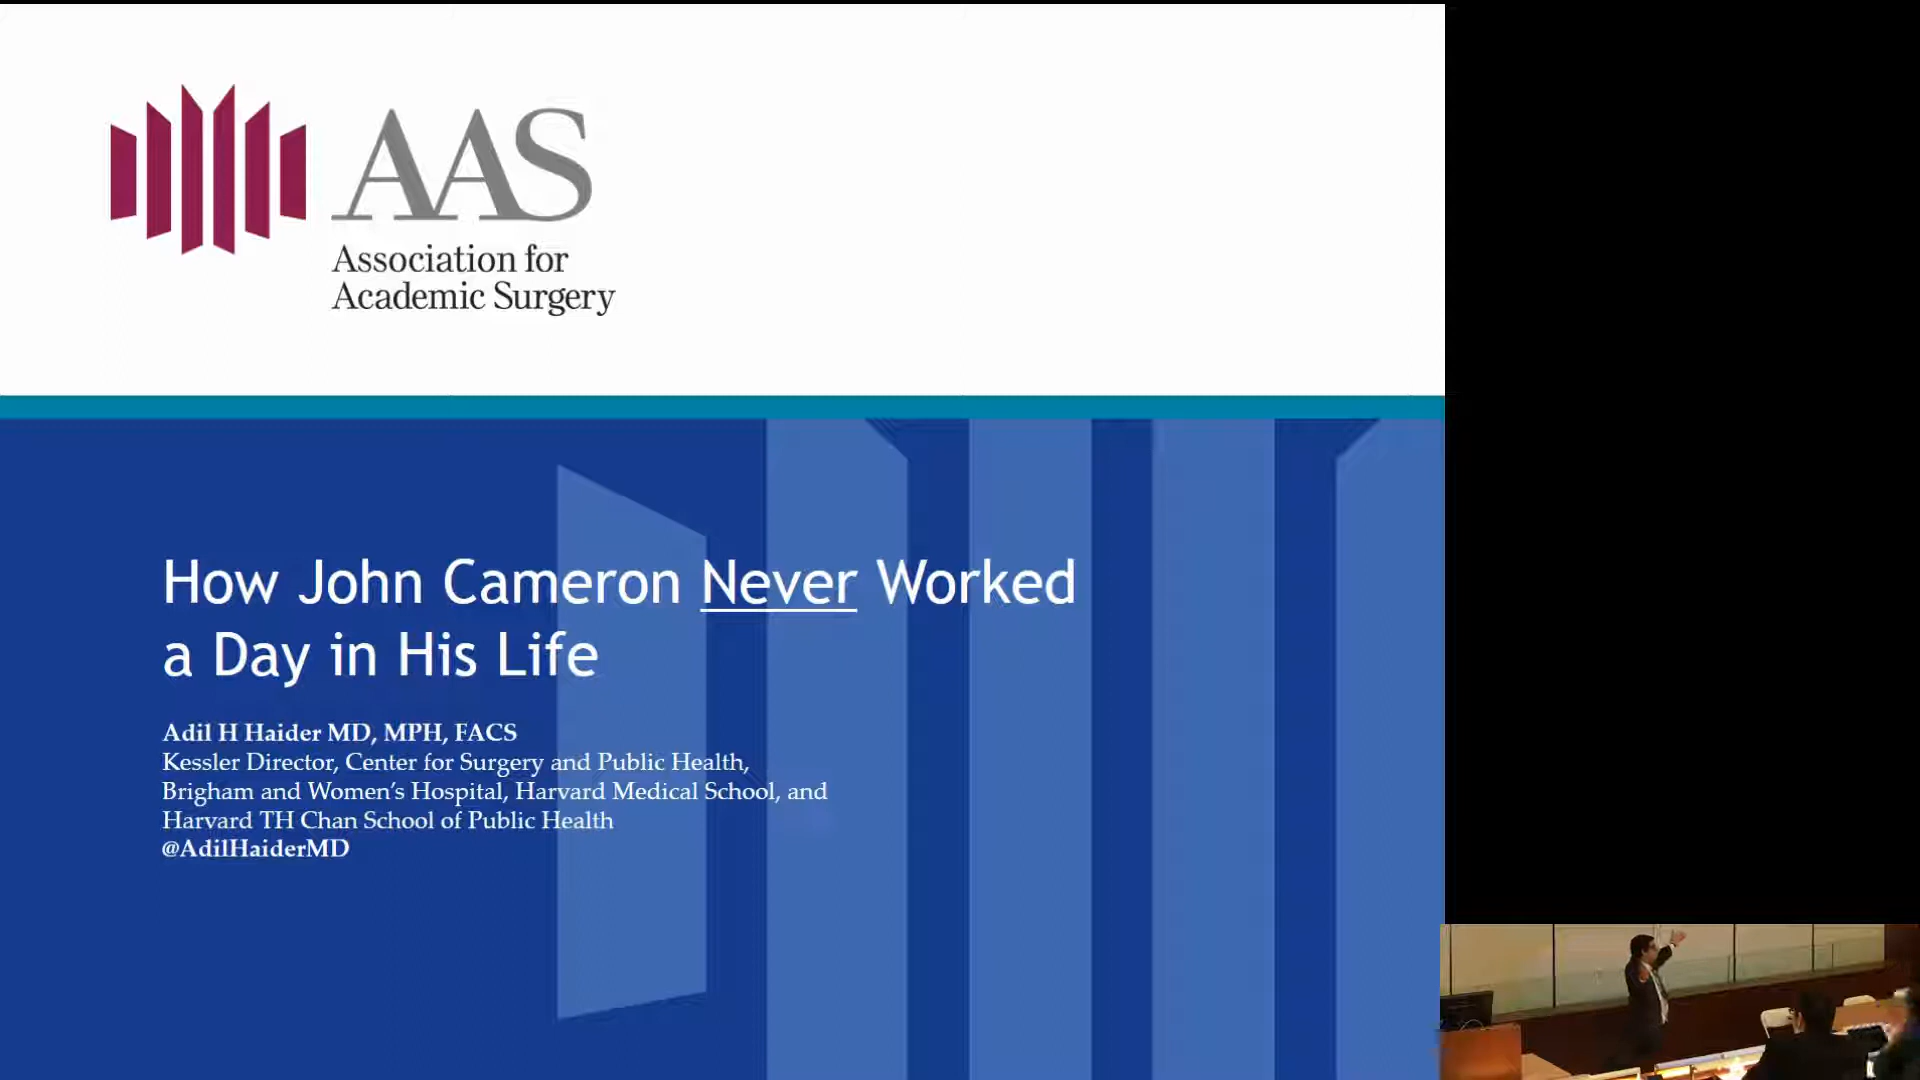 AAS
Association for
Academic Surgery
How John Cameron Never Worked
a Day in His Life
Adil H Haider MD, MPH, FACS
Kessler Director, Center for Surgery and Public Health,
Brigham and Women's Hospital, Harvard Medical School, and
Harvard TH Chan School of Public Health
@AdilHaiderMD